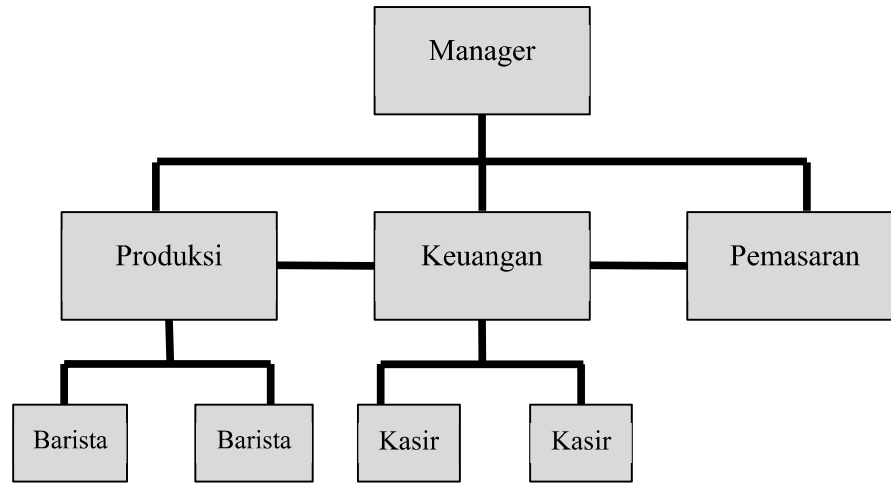 Manager
Produksi
Keuangan
Pemasaran
Barista
Barista
Kasir
Kasir